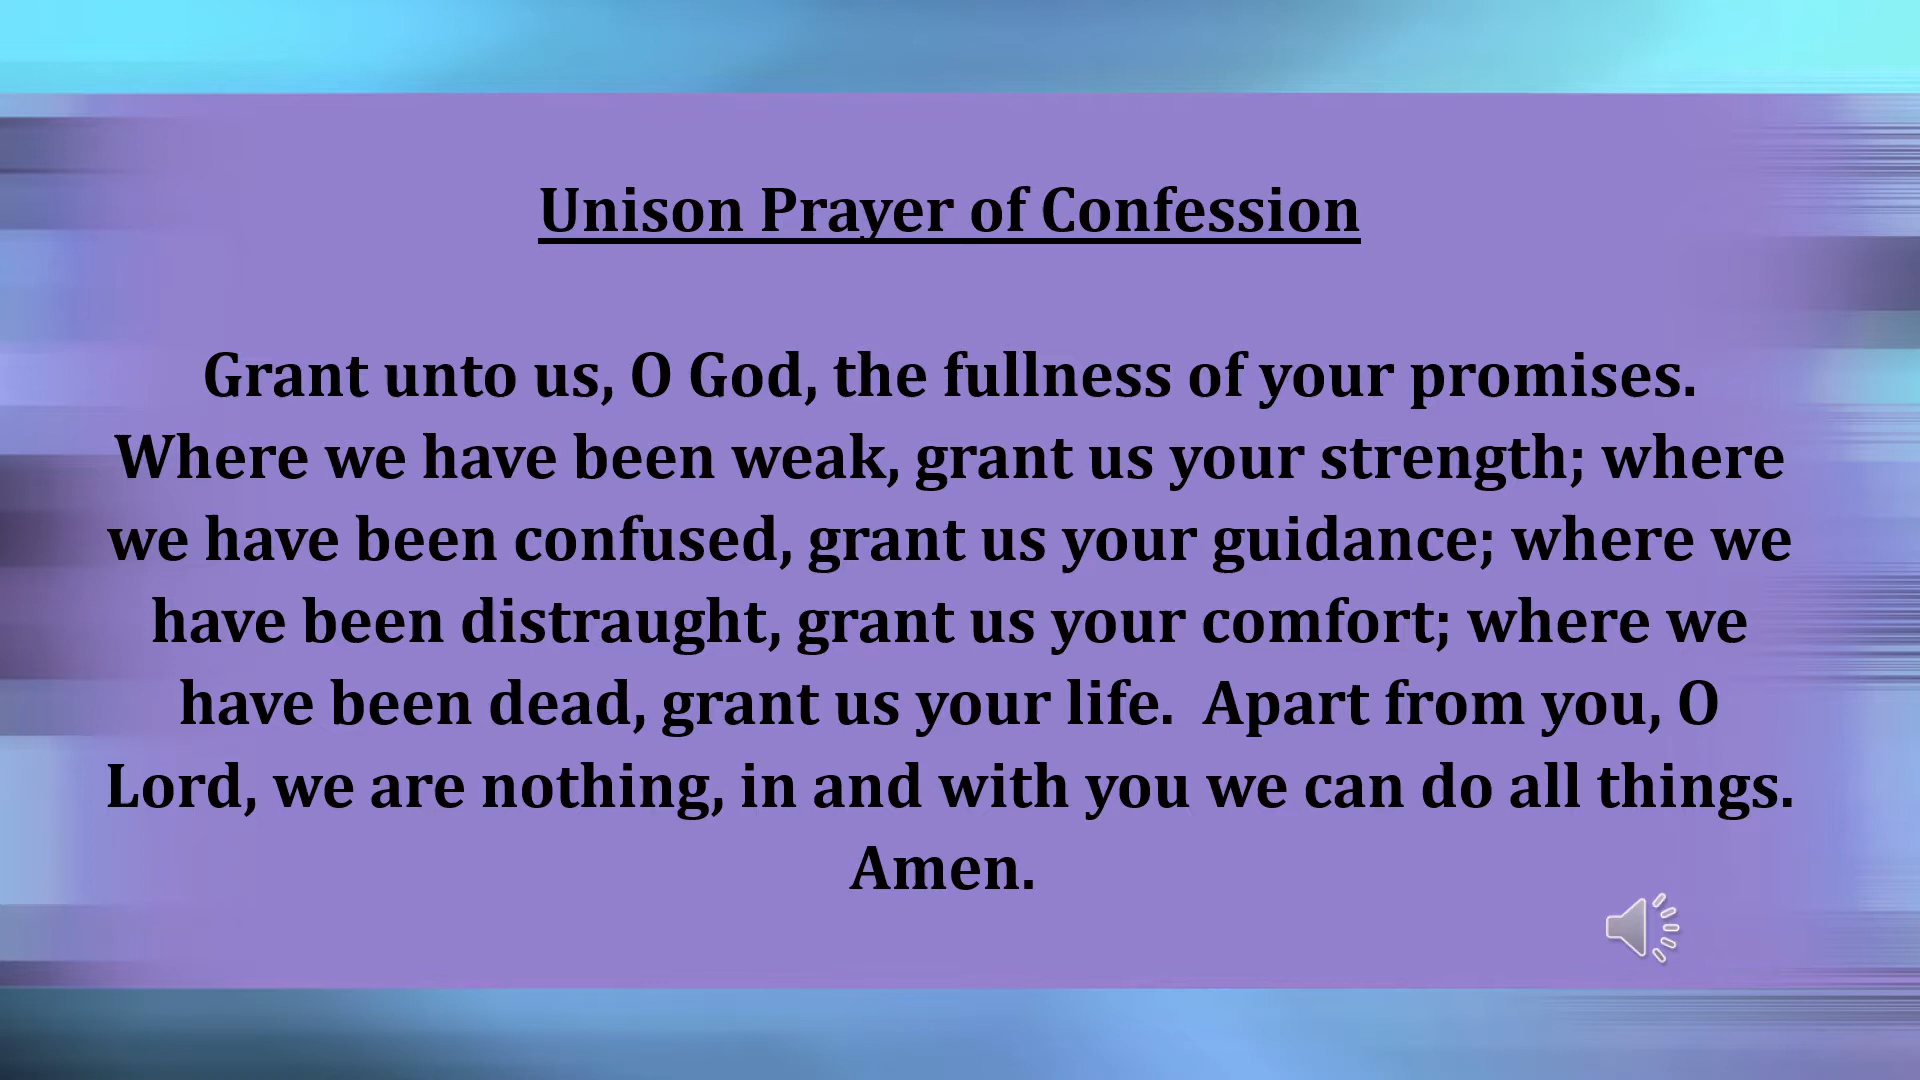 Unison Prayer of Confession
Grant unto us, O God, the fullness of your promises.
Where we have been weak, grant us your strength; where
we have been confused, grant us your guidance; where we
have been distraught, grant us your comfort; where we
have been dead, grant us your life.  Apart from you, O
Lord, we are nothing, in and with you we can do all things.
Amen.